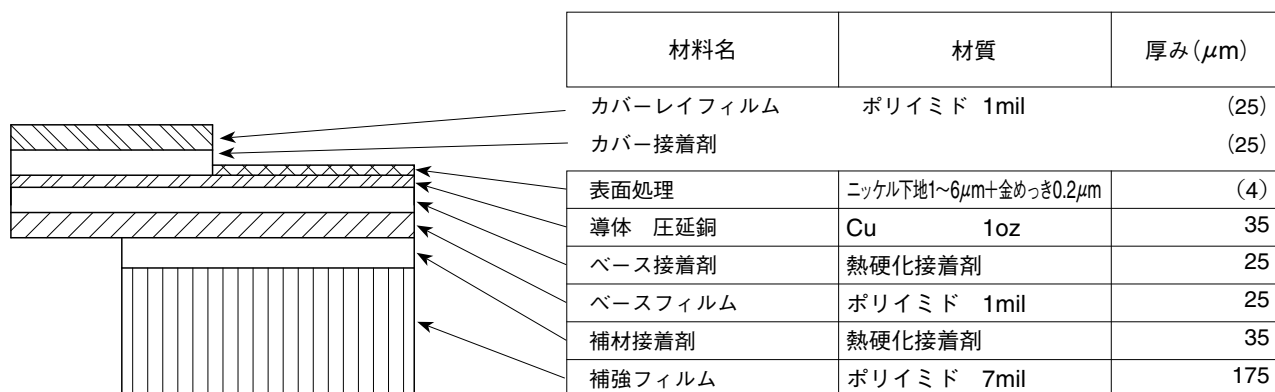 材料名 材質 厚み(μm)
カバーレイフィルム ポリイミド 1mil (25)
カバー接着剤 (25)
表面処理 ニッケル下地1~6μm+金めっき0.2μm (4)
導体 圧延銅 Cu 1oz 35
ベース接着剤 熱硬化接着剤 25
ベースフィルム ポリイミド 1mil 25
補材接着剤 熱硬化接着剤 35
補強フィルム ポリイミド 7mil 175